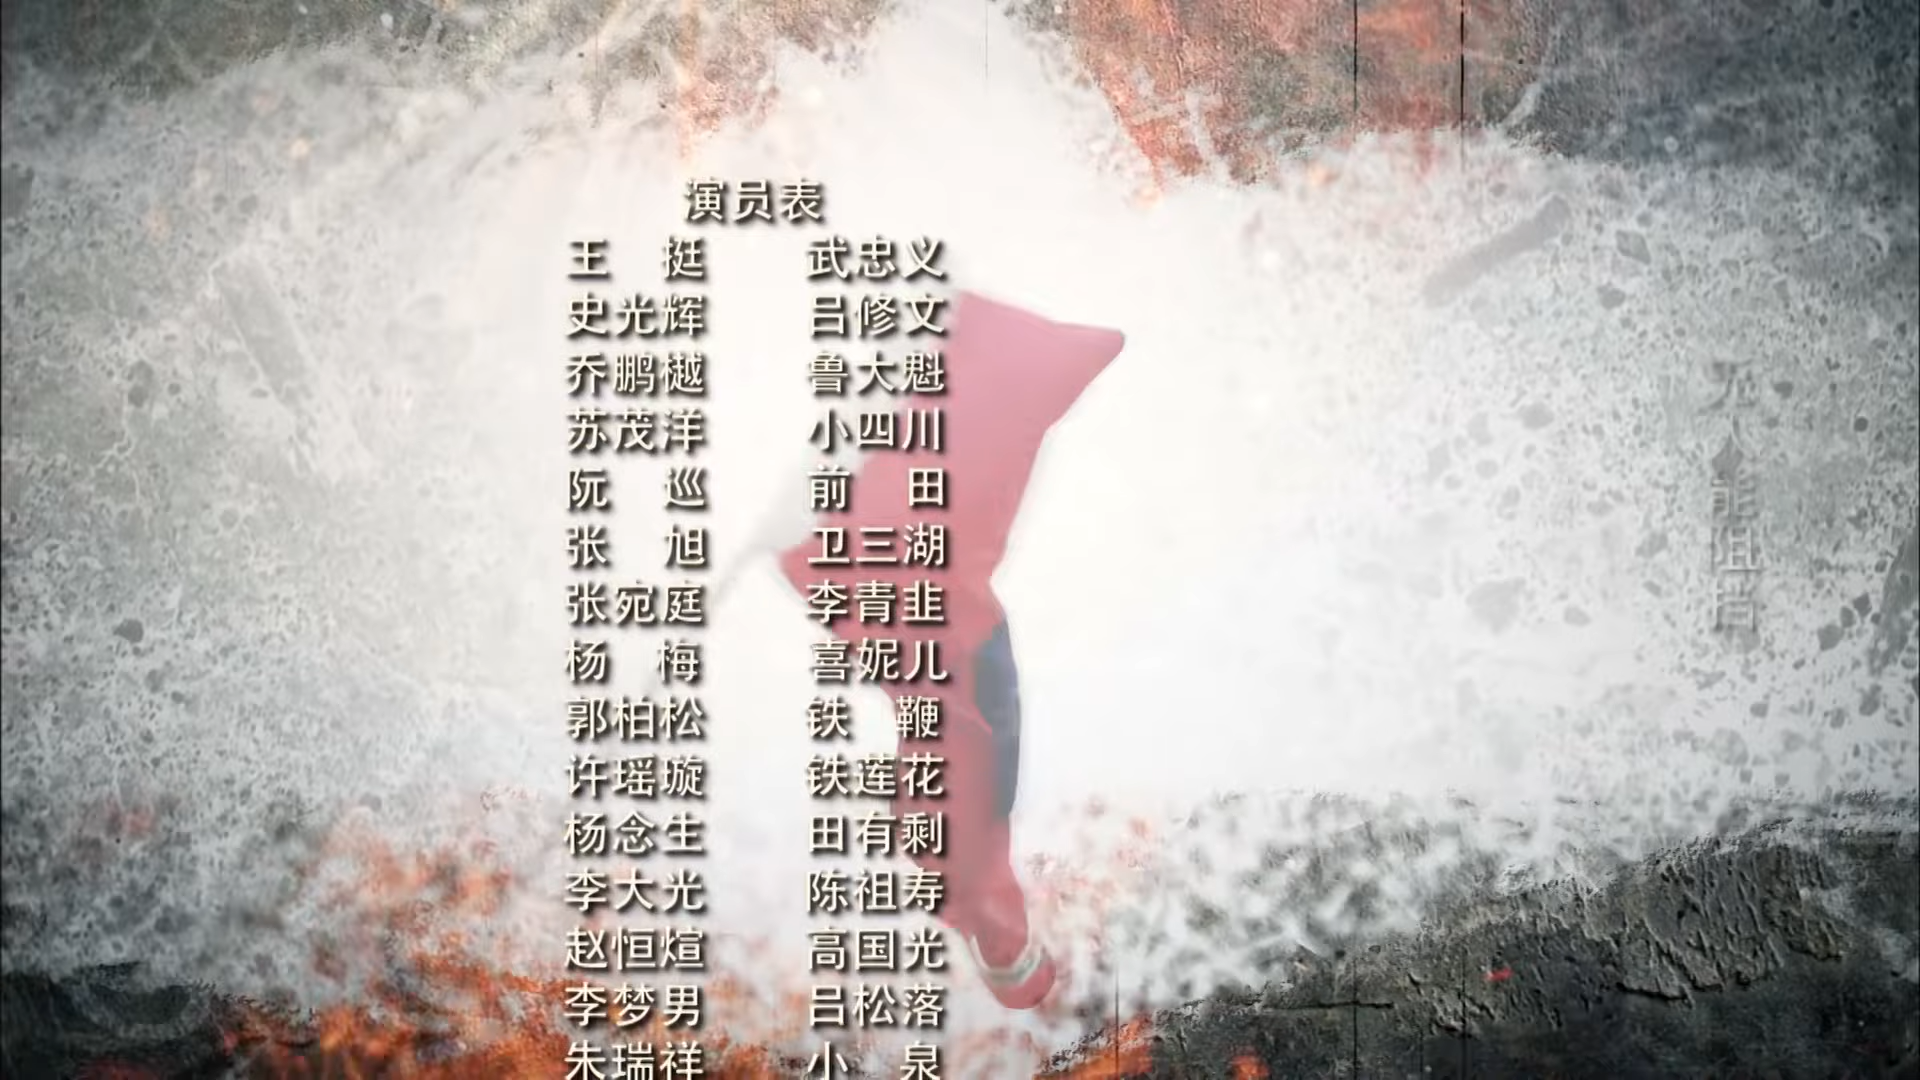 演员表
王 挺 武忠义
史光辉 吕修文
乔鹏樾 鲁大魁
苏茂洋 小四川
阮 巡 前 田
张 旭 卫三湖
张宛庭 李青韭
杨 梅 喜妮儿
郭柏松 铁 鞭
许瑶璇 铁莲花
杨念生 田有剩
李大光 陈祖寿
赵恒煊 高国光
李梦男 吕松落
朱瑞祥 小 泉
无人能阻挡